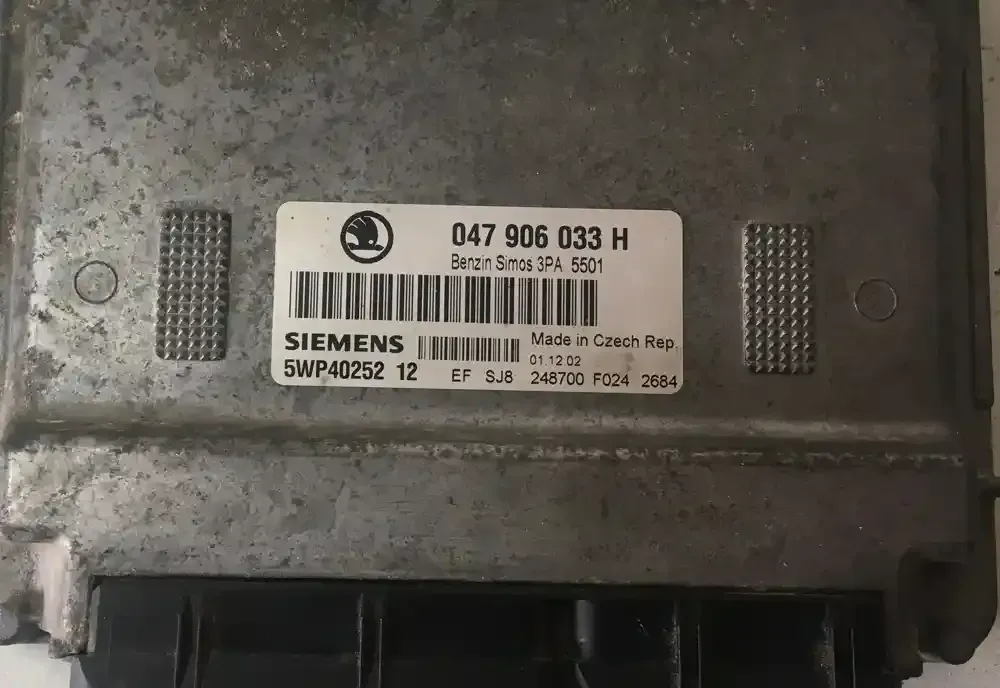 047 906 033 H
Benzin Simos 3PA 5501
SIEMENS Made in Czech Rep.
01.12.02
5WP40252 12 EF SJ8 248700 F024 2684